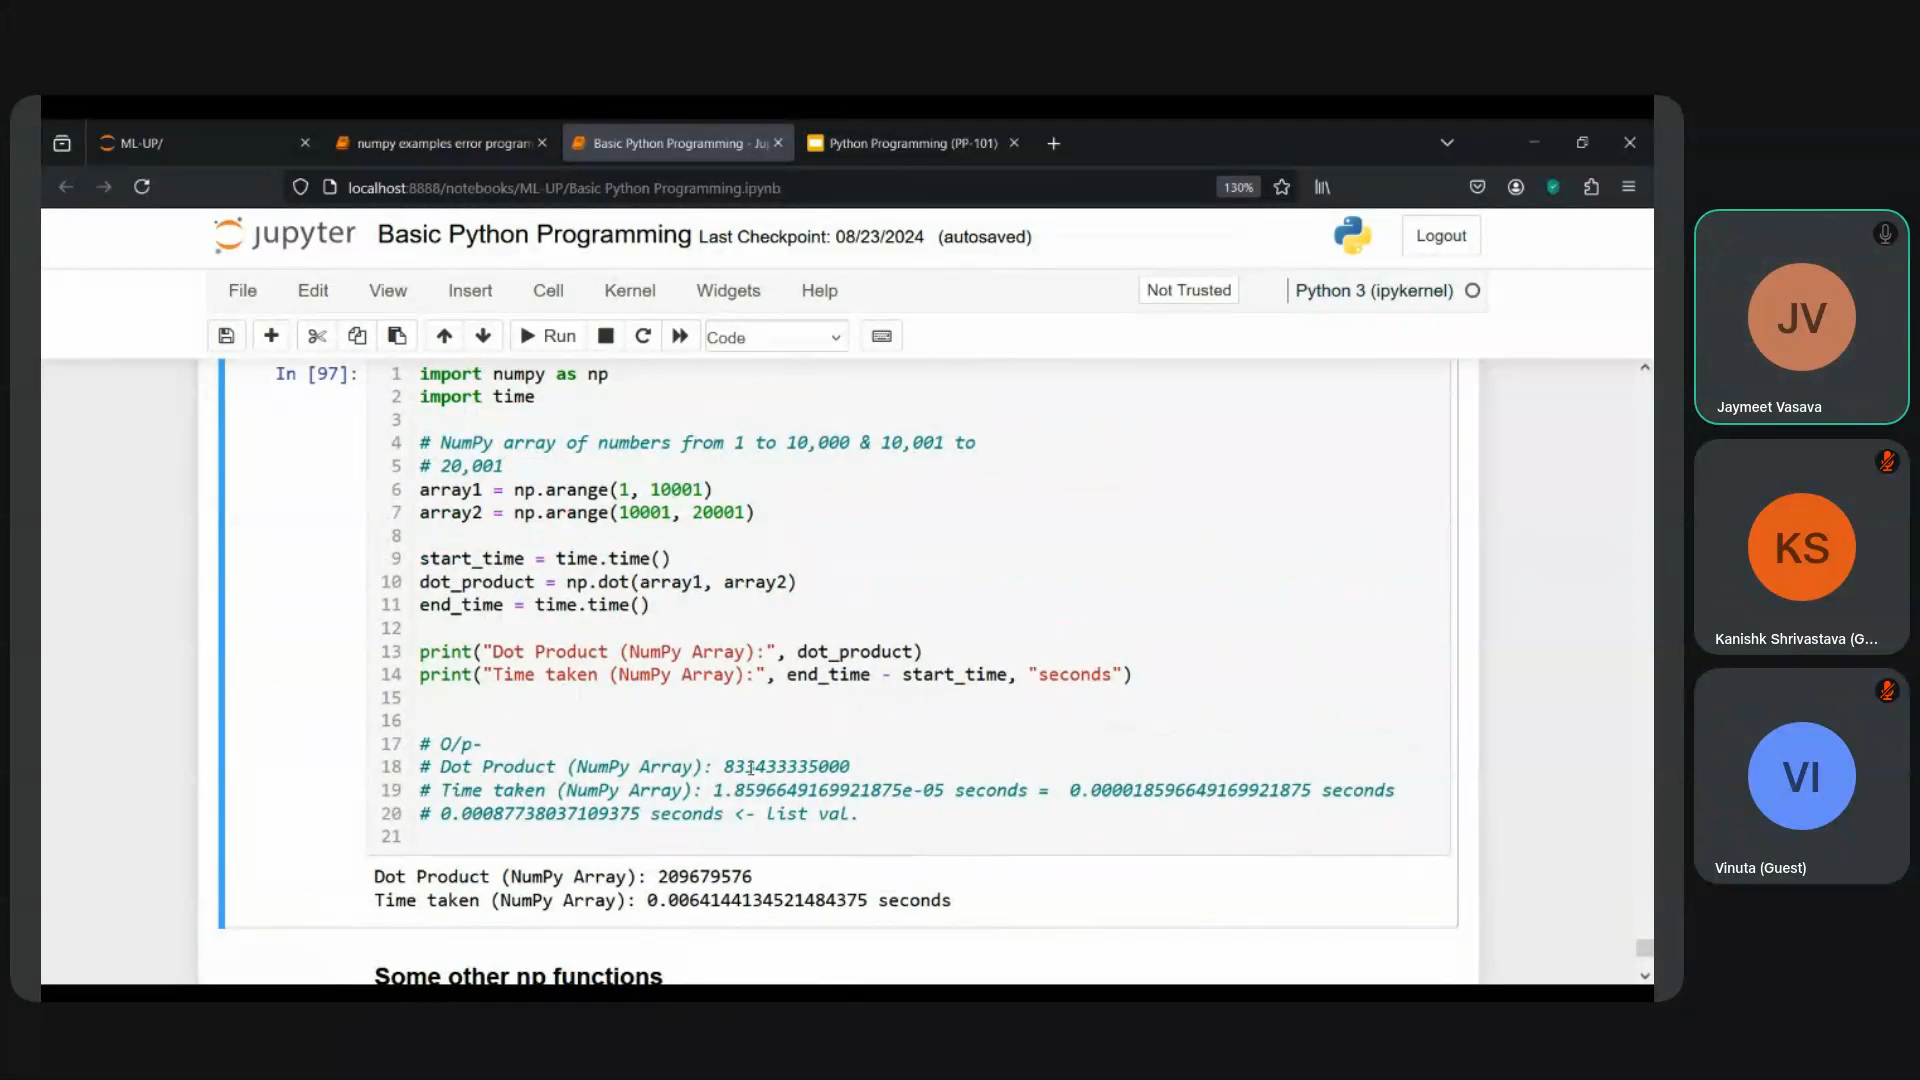 ML-UP/
numpy examples error program
Basic Python Programming - Ju
Python Programming (PP-101)
localhost:8888/notebooks/ML-UP/Basic Python Programming.ipynb
130%
jupyter Basic Python Programming Last Checkpoint: 08/23/2024 (autosaved)
Logout
File Edit View Insert Cell Kernel Widgets Help
Not Trusted
Python 3 (ipykernel)
Run
Code
In [97]:
1 import numpy as np
2 import time
3
4 # NumPy array of numbers from 1 to 10,000 & 10,001 to
5 # 20,001
6 array1 = np.arange(1, 10001)
7 array2 = np.arange(10001, 20001)
8
9 start_time = time.time()
10 dot_product = np.dot(array1, array2)
11 end_time = time.time()
12
13 print("Dot Product (NumPy Array):", dot_product)
14 print("Time taken (NumPy Array):", end_time - start_time, "seconds")
15
16
17 # O/p-
18 # Dot Product (NumPy Array): 833433335000
19 # Time taken (NumPy Array): 1.8596649169921875e-05 seconds = 0.000018596649169921875 seconds
20 # 0.00087738037109375 seconds <- list val.
21
Dot Product (NumPy Array): 209679576
Time taken (NumPy Array): 0.0064144134521484375 seconds
Some other np functions
JV
Jaymeet Vasava
KS
Kanishk Shrivastava (G...
VI
Vinuta (Guest)